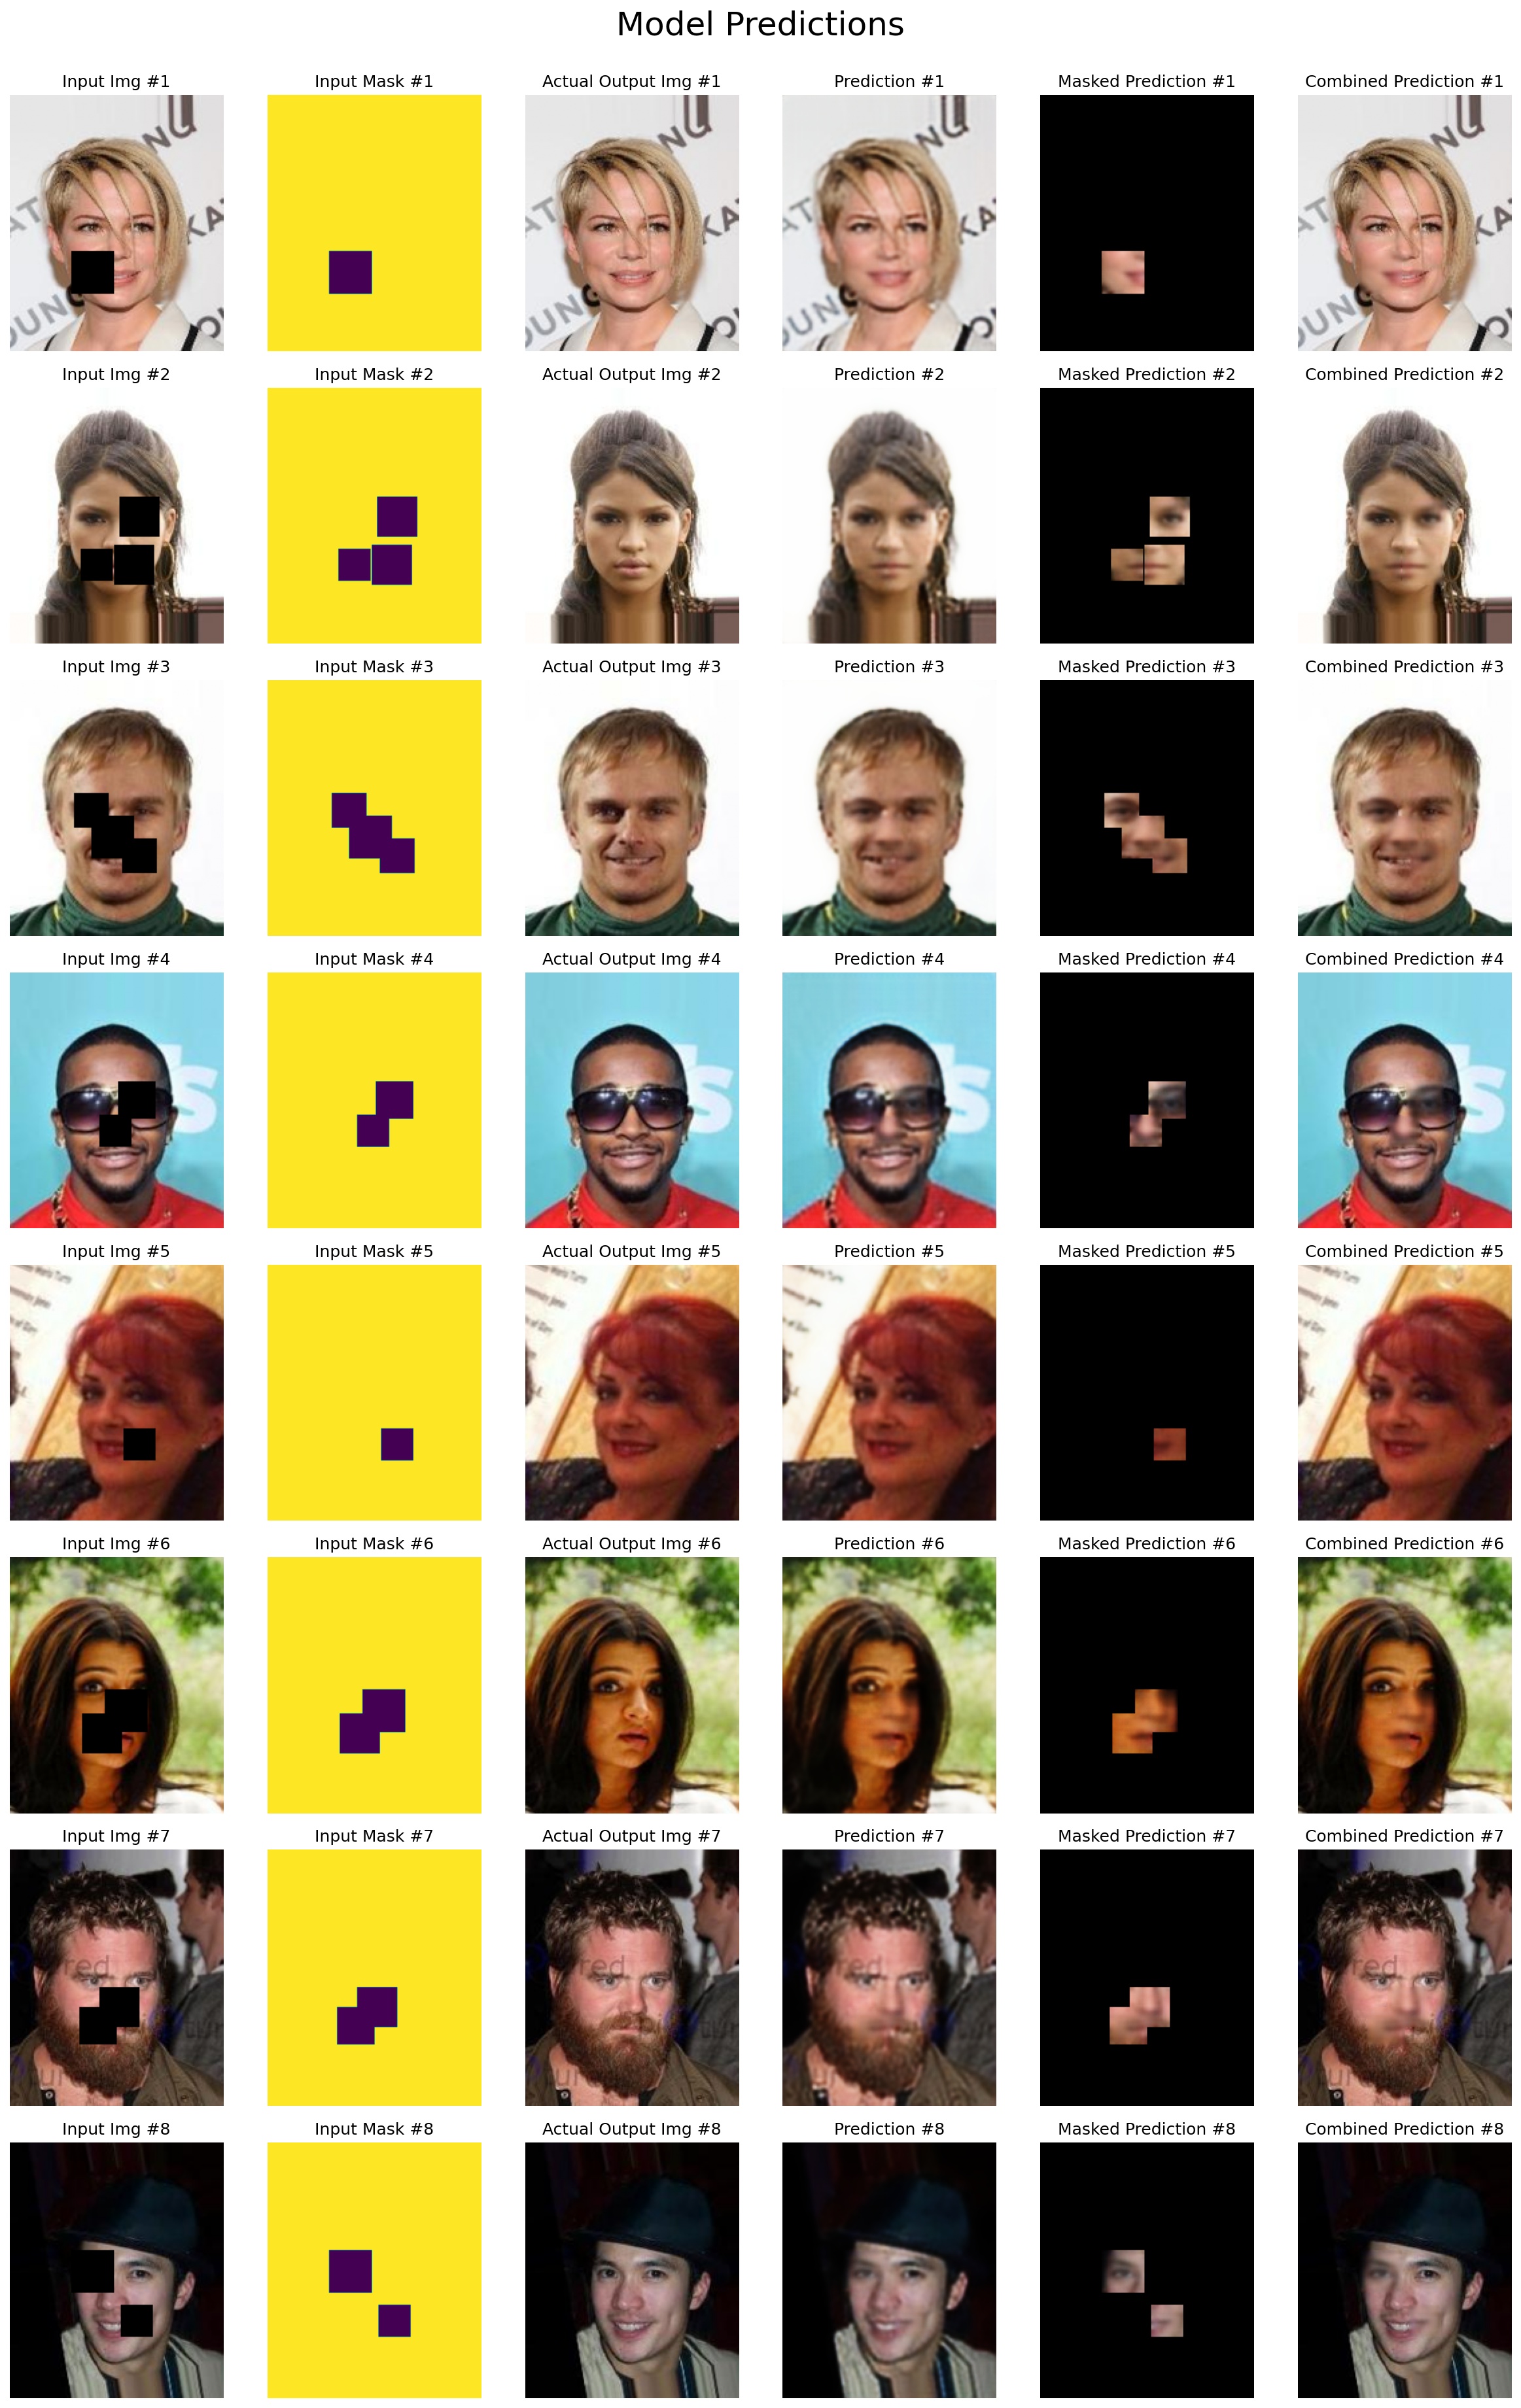 Model Predictions
Input Img #1 Input Mask #1 Actual Output Img #1 Prediction #1 Masked Prediction #1 Combined Prediction #1
Input Img #2 Input Mask #2 Actual Output Img #2 Prediction #2 Masked Prediction #2 Combined Prediction #2
Input Img #3 Input Mask #3 Actual Output Img #3 Prediction #3 Masked Prediction #3 Combined Prediction #3
Input Img #4 Input Mask #4 Actual Output Img #4 Prediction #4 Masked Prediction #4 Combined Prediction #4
Input Img #5 Input Mask #5 Actual Output Img #5 Prediction #5 Masked Prediction #5 Combined Prediction #5
Input Img #6 Input Mask #6 Actual Output Img #6 Prediction #6 Masked Prediction #6 Combined Prediction #6
Input Img #7 Input Mask #7 Actual Output Img #7 Prediction #7 Masked Prediction #7 Combined Prediction #7
Input Img #8 Input Mask #8 Actual Output Img #8 Prediction #8 Masked Prediction #8 Combined Prediction #8